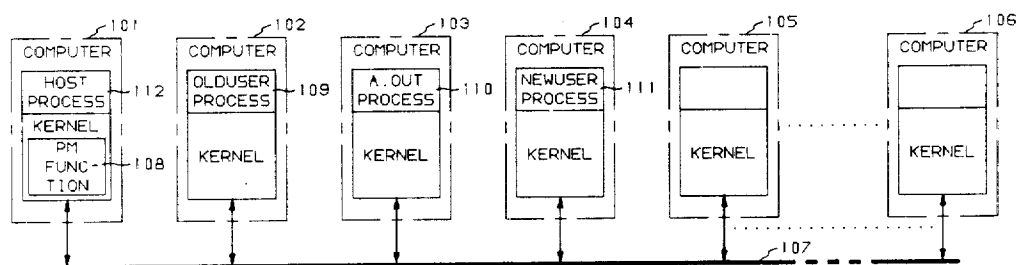 101
102
103
104
105
106
COMPUTER
COMPUTER
COMPUTER
COMPUTER
COMPUTER
COMPUTER
HOST
PROCESS
112
KERNEL
PM
FUNC
TION
108
OLDUSER
PROCESS
109
KERNEL
A.OUT
PROCESS
110
KERNEL
NEWUSER
PROCESS
111
KERNEL
KERNEL
KERNEL
107